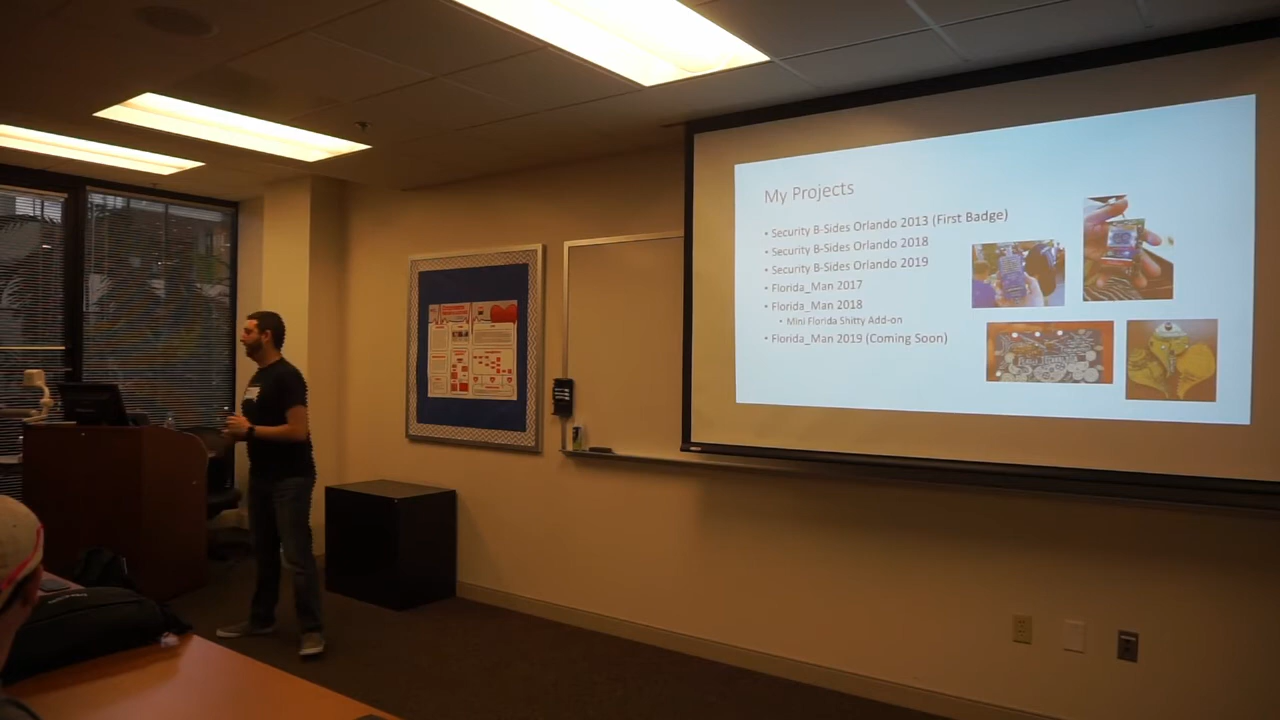 My Projects
• Security B-Sides Orlando 2013 (First Badge)
• Security B-Sides Orlando 2018
• Security B-Sides Orlando 2019
• Florida_Man 2017
• Florida_Man 2018
• Mini Florida Shitty Add-on
• Florida_Man 2019 (Coming Soon)